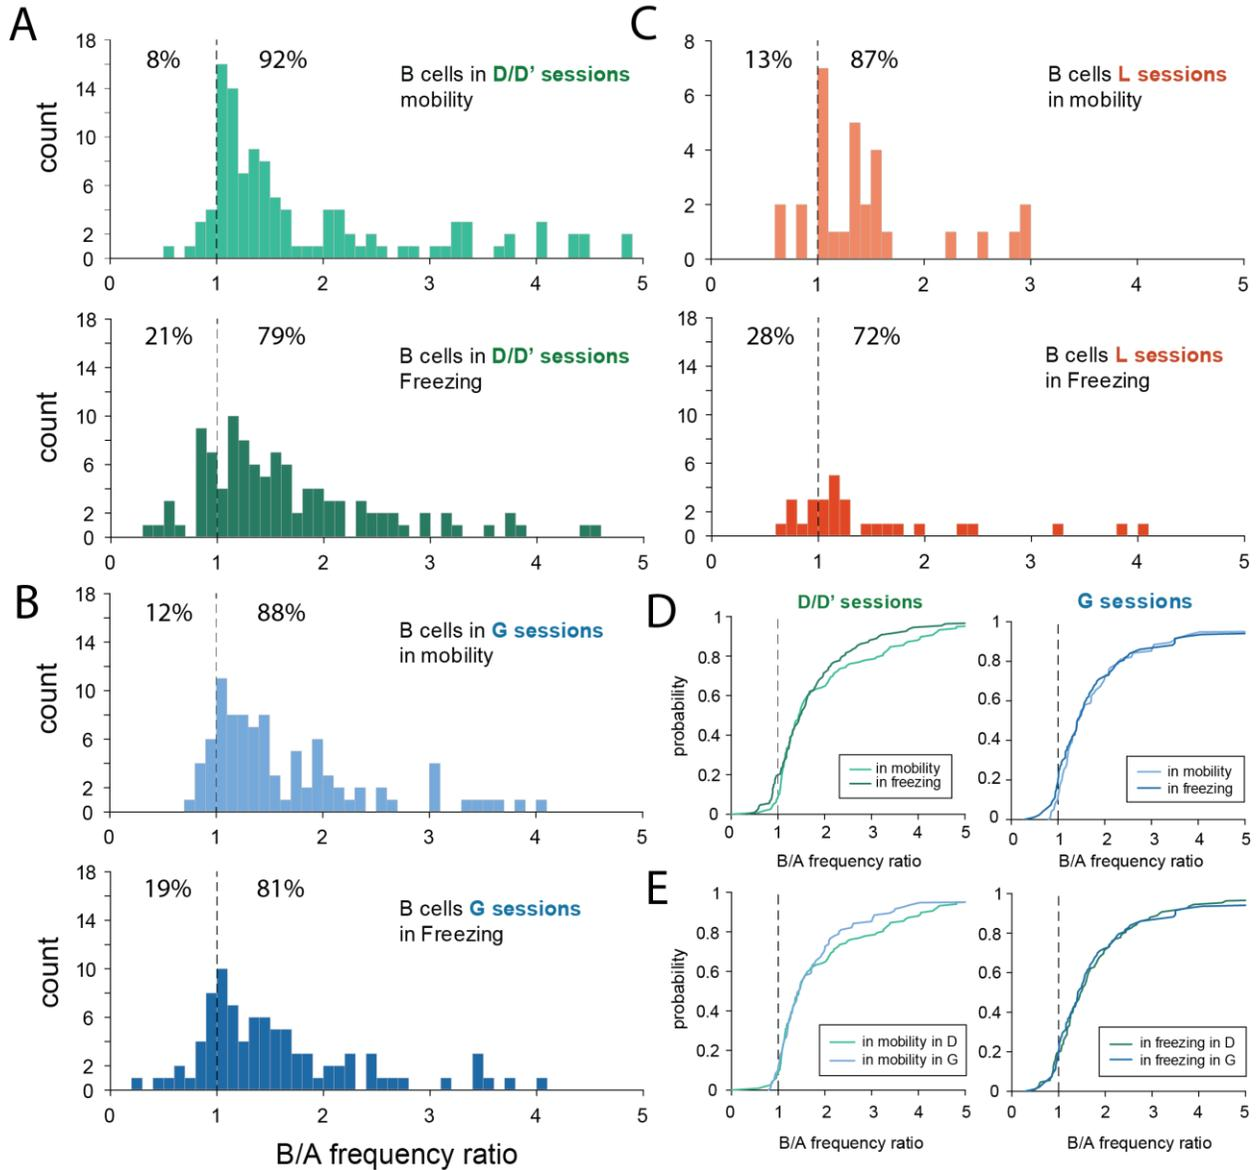 A
18
14
10
6
2
0
count
8%
92%
B cells in D/D' sessions
mobility
0 1 2 3 4 5
18
14
10
6
2
0
count
21%
79%
B cells in D/D' sessions
Freezing
0 1 2 3 4 5
B
18
14
10
6
2
0
count
12%
88%
B cells in G sessions
in mobility
0 1 2 3 4 5
18
14
10
6
2
0
count
19%
81%
B cells G sessions
in Freezing
0 1 2 3 4 5
B/A frequency ratio
C
8
6
4
2
0
13%
87%
B cells L sessions
in mobility
0 1 2 3 4 5
18
14
10
6
2
0
28%
72%
B cells L sessions
in Freezing
0 1 2 3 4 5
D
D/D' sessions
1
0.8
0.6
0.4
0.2
0
probability
in mobility
in freezing
0 1 2 3 4 5
B/A frequency ratio
G sessions
1
0.8
0.6
0.4
0.2
0
in mobility
in freezing
0 1 2 3 4 5
B/A frequency ratio
E
1
0.8
0.6
0.4
0.2
0
probability
in mobility in D
in mobility in G
0 1 2 3 4 5
B/A frequency ratio
1
0.8
0.6
0.4
0.2
0
in freezing in D
in freezing in G
0 1 2 3 4 5
B/A frequency ratio